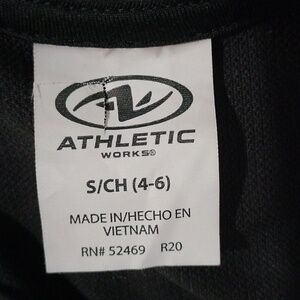 ATHLETIC
WORKS®
S/CH (4-6)
MADE IN/HECHO EN
VIETNAM
RN# 52469 R20